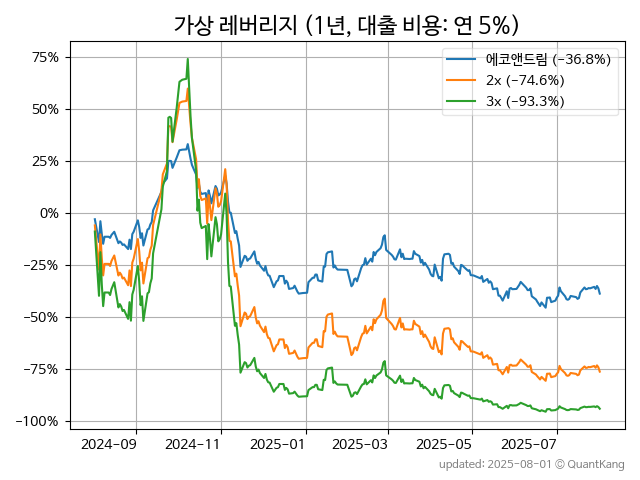 가상 레버리지 (1년, 대출 비용: 연 5%)
에코앤드림 (−36.8%)
2x (−74.6%)
3x (−93.3%)
75%
50%
25%
0%
−25%
−50%
−75%
−100%
2024-09 2024-11 2025-01 2025-03 2025-05 2025-07
updated: 2025-08-01 © QuantKang